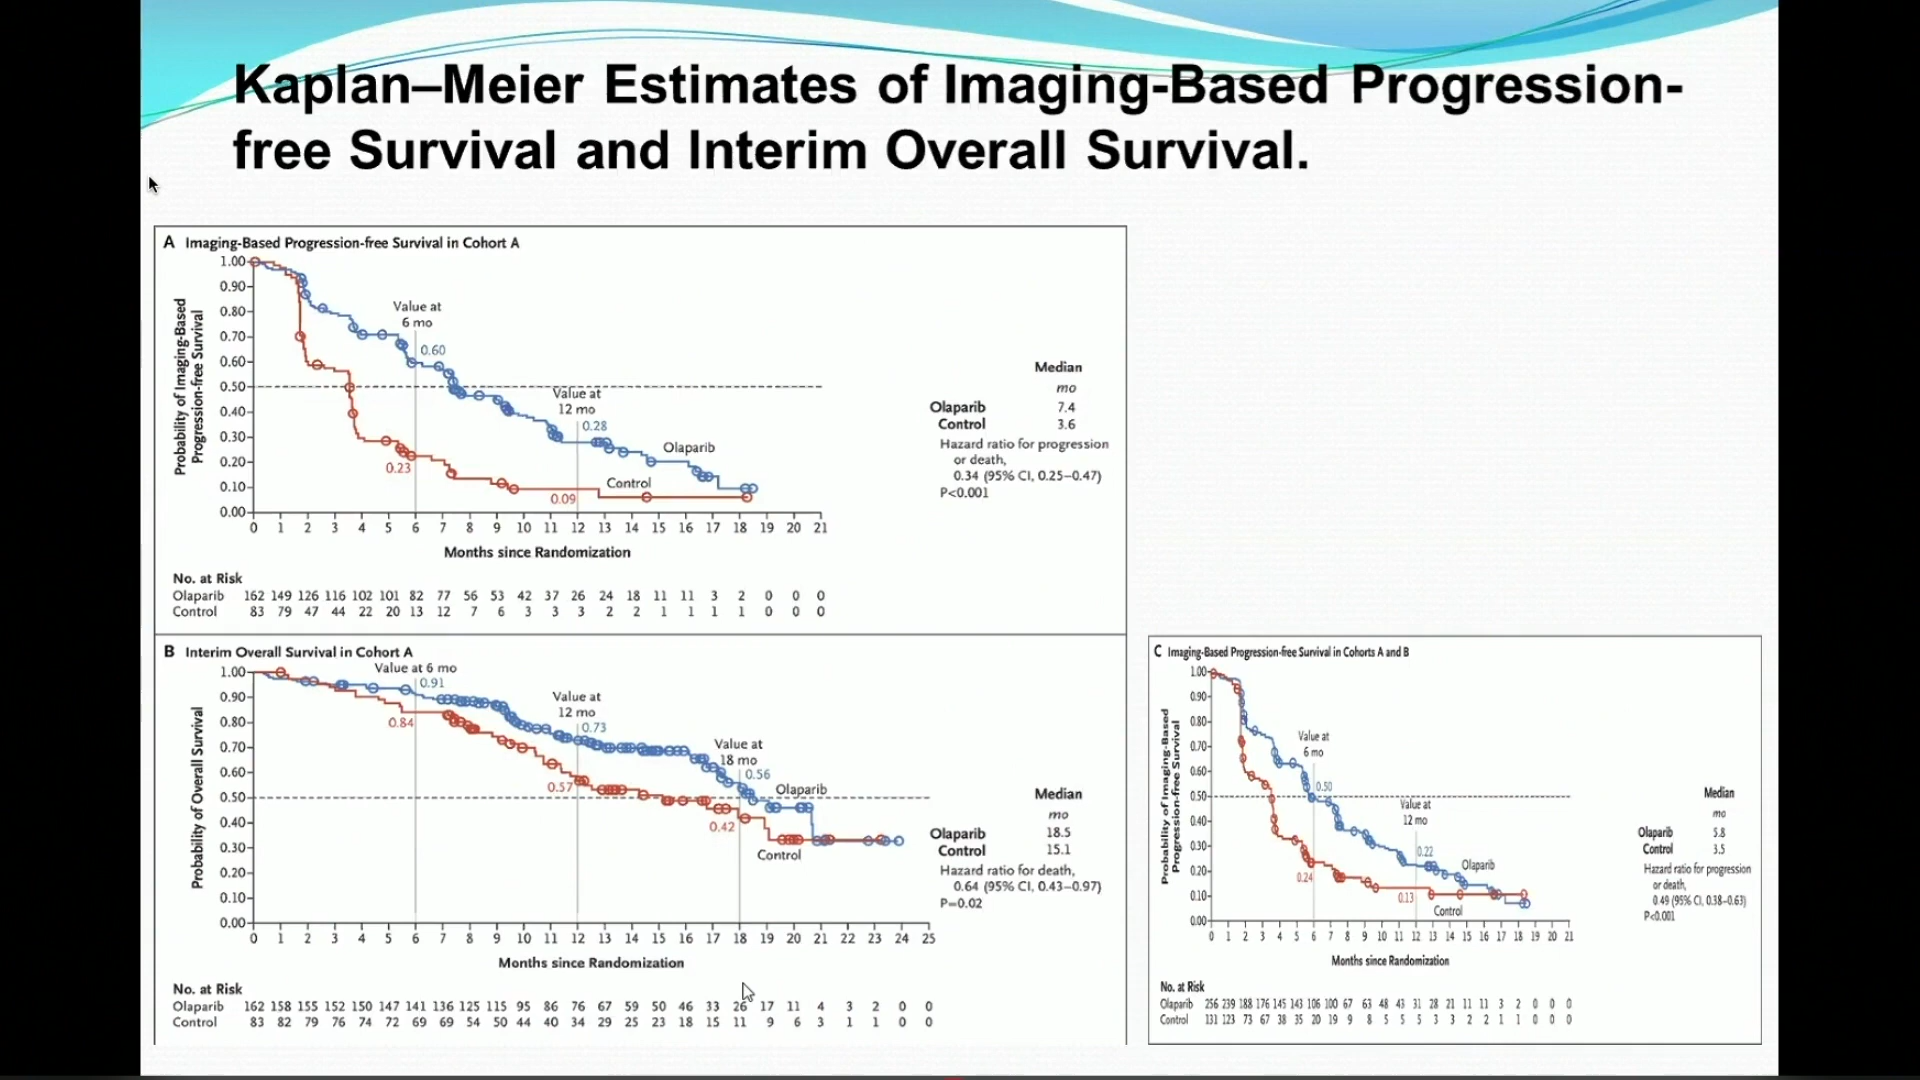 Kaplan–Meier Estimates of Imaging-Based Progression-
free Survival and Interim Overall Survival.
A Imaging-Based Progression-free Survival in Cohort A
Probability of Imaging-Based
Progression-free Survival
1.00
0.90
0.80
0.70
0.60
0.50
0.40
0.30
0.20
0.10
0.00
Value at
6 mo
0.60
0.23
Value at
12 mo
0.28
0.09
Olaparib
Control
0 1 2 3 4 5 6 7 8 9 10 11 12 13 14 15 16 17 18 19 20 21
Months since Randomization
Median
mo
Olaparib 7.4
Control 3.6
Hazard ratio for progression
or death,
0.34 (95% CI, 0.25–0.47)
P<0.001
No. at Risk
Olaparib 162 149 126 116 102 101 82 77 56 53 42 37 26 24 18 11 11 3 2 0 0 0
Control 83 79 47 44 22 20 13 12 7 6 3 3 3 2 2 1 1 1 1 0 0 0
B Interim Overall Survival in Cohort A
Probability of Overall Survival
1.00
0.90
0.80
0.70
0.60
0.50
0.40
0.30
0.20
0.10
0.00
Value at 6 mo
0.91
0.84
Value at
12 mo
0.73
0.57
Value at
18 mo
0.56
0.42
Olaparib
Control
0 1 2 3 4 5 6 7 8 9 10 11 12 13 14 15 16 17 18 19 20 21 22 23 24 25
Months since Randomization
Median
mo
Olaparib 18.5
Control 15.1
Hazard ratio for death,
0.64 (95% CI, 0.43–0.97)
P=0.02
No. at Risk
Olaparib 162 158 155 152 150 147 141 136 125 115 95 86 76 67 59 50 46 33 26 17 11 4 3 2 0 0
Control 83 82 79 76 74 72 69 69 54 50 44 40 34 29 25 23 18 15 11 9 6 3 1 1 0 0
C Imaging-Based Progression-free Survival in Cohorts A and B
Probability of Imaging-Based
Progression-free Survival
1.00
0.90
0.80
0.70
0.60
0.50
0.40
0.30
0.20
0.10
0.00
Value at
6 mo
0.50
0.24
Value at
12 mo
0.22
0.13
Olaparib
Control
0 1 2 3 4 5 6 7 8 9 10 11 12 13 14 15 16 17 18 19 20 21
Months since Randomization
Median
mo
Olaparib 5.8
Control 3.5
Hazard ratio for progression
or death,
0.49 (95% CI, 0.38–0.63)
P<0.001
No. at Risk
Olaparib 256 239 188 176 145 143 106 100 67 63 48 43 31 28 21 11 11 3 2 0 0 0
Control 131 123 73 67 38 35 20 19 9 8 5 5 5 3 3 2 2 1 1 0 0 0